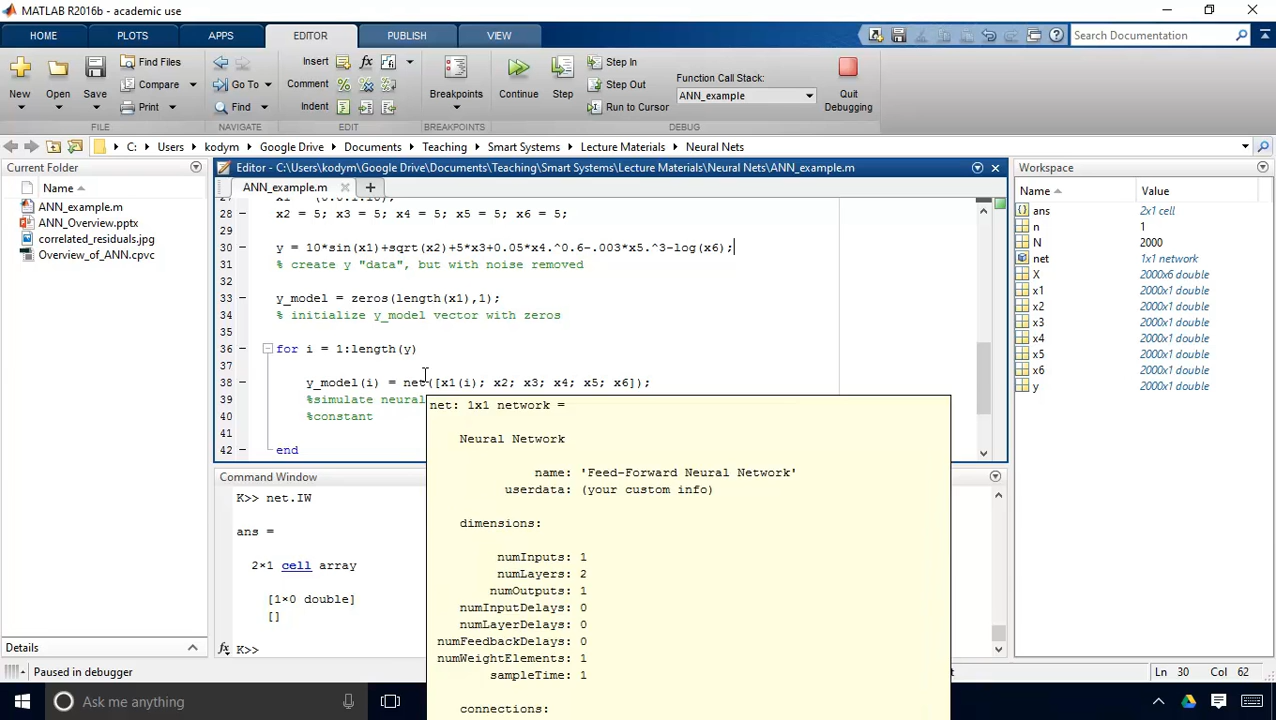 MATLAB R2016b - academic use
HOME PLOTS APPS EDITOR PUBLISH VIEW
Search Documentation
New Open Save
Find Files
Compare
Print
FILE
Go To
Find
NAVIGATE
Insert
Comment
Indent
EDIT
Breakpoints
BREAKPOINTS
Continue Step
Step In
Step Out
Run to Cursor
Function Call Stack:
ANN_example
DEBUG
Quit
Debugging
C: Users kodym Google Drive Documents Teaching Smart Systems Lecture Materials Neural Nets
Current Folder
Name
ANN_example.m
ANN_Overview.pptx
correlated_residuals.jpg
Overview_of_ANN.cpvc
Details
Editor - C:\Users\kodym\Google Drive\Documents\Teaching\Smart Systems\Lecture Materials\Neural Nets\ANN_example.m
ANN_example.m
28 x2 = 5; x3 = 5; x4 = 5; x5 = 5; x6 = 5;
29
30 y = 10*sin(x1)+sqrt(x2)+5*x3+0.05*x4.^0.6-.003*x5.^3-log(x6);
31 % create y "data", but with noise removed
32
33 y_model = zeros(length(x1),1);
34 % initialize y_model vector with zeros
35
36 for i = 1:length(y)
37
38 y_model(i) = net([x1(i); x2; x3; x4; x5; x6]);
39 %simulate neural
40 %constant
41
42 end
net: 1x1 network =
Neural Network
name: 'Feed-Forward Neural Network'
userdata: (your custom info)
dimensions:
numInputs: 1
numLayers: 2
numOutputs: 1
numInputDelays: 0
numLayerDelays: 0
numFeedbackDelays: 0
numWeightElements: 1
sampleTime: 1
connections:
Command Window
K>> net.IW
ans =
2×1 cell array
[1×0 double]
[]
fx K>>
Workspace
Name Value
ans 2x1 cell
n 1
N 2000
net 1x1 network
X 2000x6 double
x1 2000x1 double
x2 2000x1 double
x3 2000x1 double
x4 2000x1 double
x5 2000x1 double
x6 2000x1 double
y 2000x1 double
Paused in debugger
Ln 30 Col 62
Ask me anything